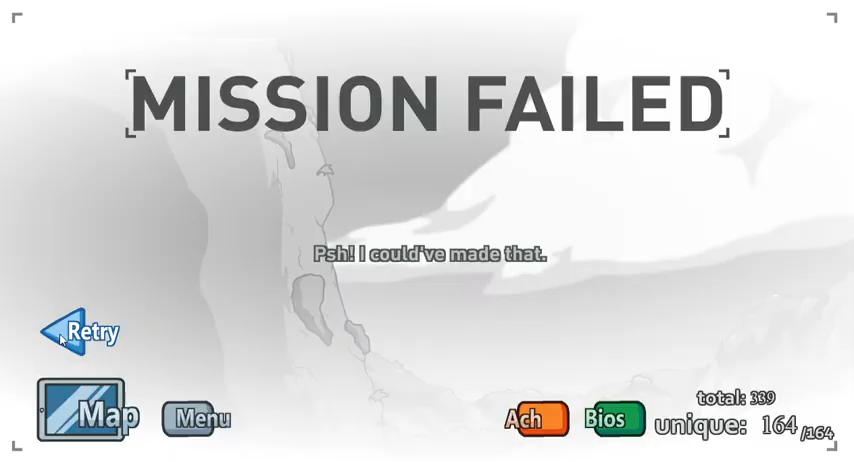 MISSION FAILED
Psh! I could've made that.
Retry
Map
Menu
Ach
Bios
total: 339
unique: 164 /164